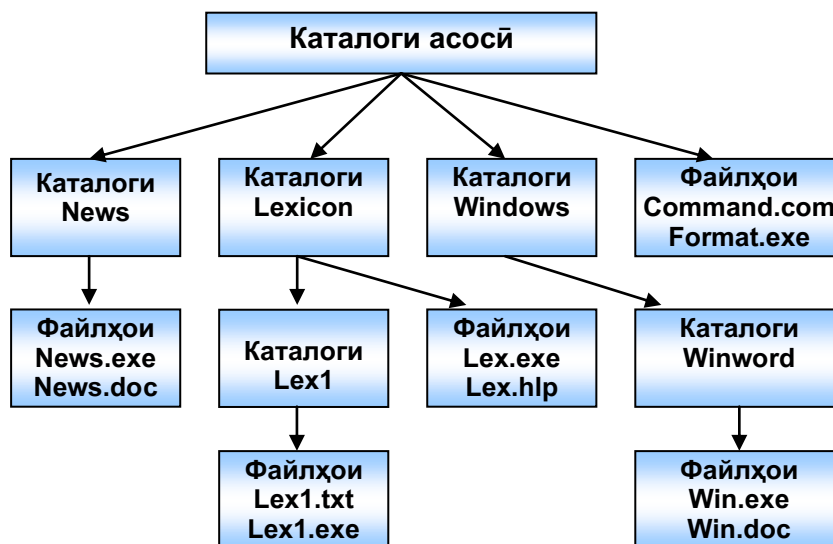 Каталоги асосӣ
Каталоги
News
Каталоги
Lexicon
Каталоги
Windows
Файлҳои
Command.com
Format.exe
Файлҳои
News.exe
News.doc
Каталоги
Lex1
Файлҳои
Lex.exe
Lex.hlp
Каталоги
Winword
Файлҳои
Lex1.txt
Lex1.exe
Файлҳои
Win.exe
Win.doc